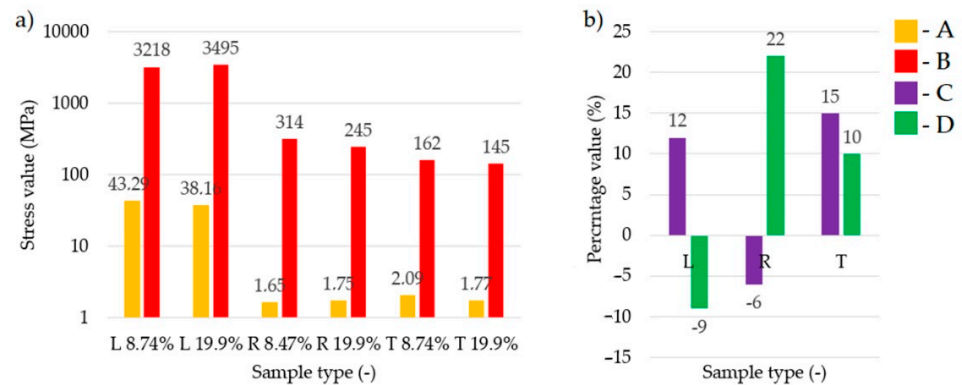 a)
10000
1000
100
10
1
Stress value (MPa)
3218
3495
314
245
162
145
43.29
38.16
1.65
1.75
2.09
1.77
L 8.74% L 19.9% R 8.47% R 19.9% T 8.74% T 19.9%
Sample type (-)
b)
25
20
15
10
5
0
−5
−10
−15
Percrntage value (%)
22
12
15
10
L R T
-6
-9
Sample type (-)
- A
- B
- C
- D